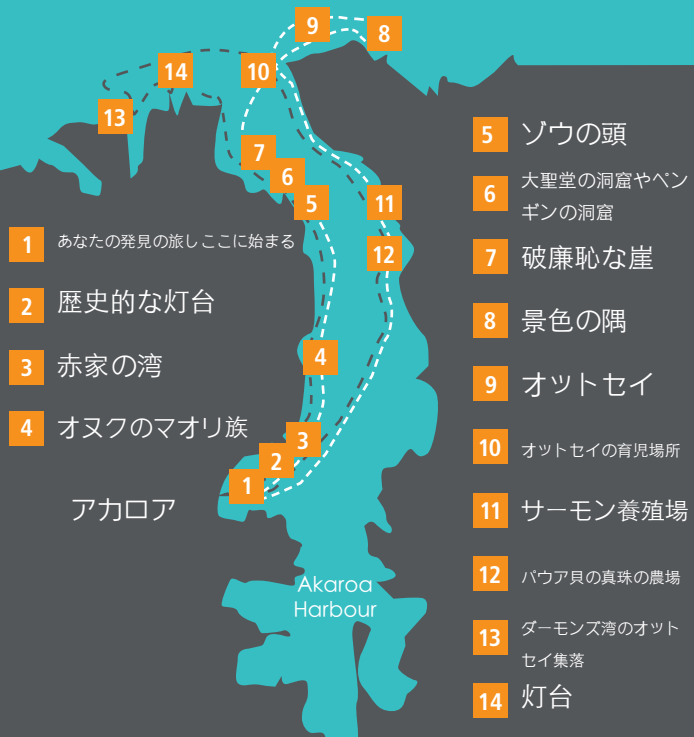 9
8
14
10
13
7
6
5
11
12
4
3
2
1
1 あなたの発見の旅しここに始まる
2 歴史的な灯台
3 赤家の湾
4 オヌクのマオリ族
アカロア
Akaroa
Harbour
5 ゾウの頭
6 大聖堂の洞窟やペン
ギンの洞窟
7 破廉恥な崖
8 景色の隅
9 オットセイ
10 オットセイの育児場所
11 サーモン養殖場
12 パウア貝の真珠の農場
13 ダーモンズ湾のオット
セイ集落
14 灯台